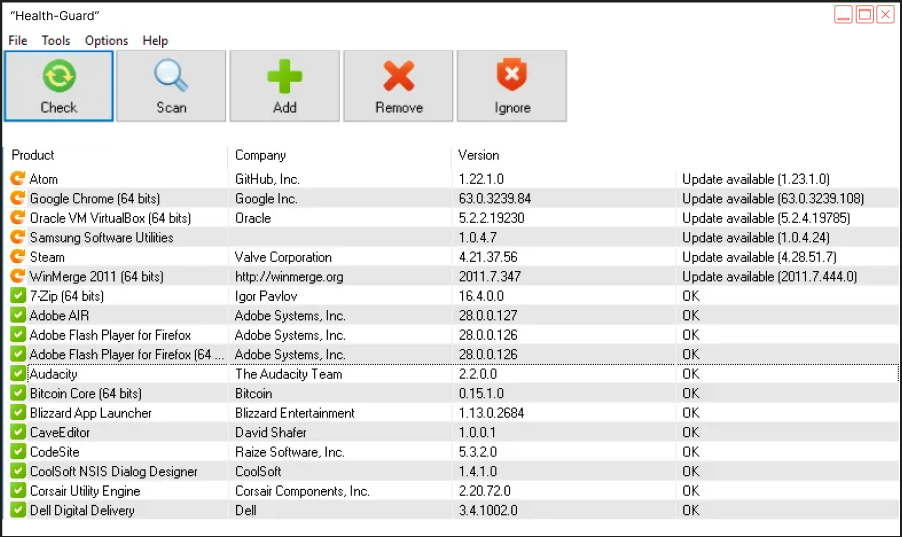 "Health-Guard"
File Tools Options Help
Check Scan Add Remove Ignore
Product Company Version
Atom GitHub, Inc. 1.22.1.0 Update available (1.23.1.0)
Google Chrome (64 bits) Google Inc. 63.0.3239.84 Update available (63.0.3239.108)
Oracle VM VirtualBox (64 bits) Oracle 5.2.2.19230 Update available (5.2.4.19785)
Samsung Software Utilities 1.0.4.7 Update available (1.0.4.24)
Steam Valve Corporation 4.21.37.56 Update available (4.28.51.7)
WinMerge 2011 (64 bits) http://winmerge.org 2011.7.347 Update available (2011.7.444.0)
7-Zip (64 bits) Igor Pavlov 16.4.0.0 OK
Adobe AIR Adobe Systems, Inc. 28.0.0.127 OK
Adobe Flash Player for Firefox Adobe Systems, Inc. 28.0.0.126 OK
Adobe Flash Player for Firefox (64 ... Adobe Systems, Inc. 28.0.0.126 OK
Audacity The Audacity Team 2.2.0.0 OK
Bitcoin Core (64 bits) Bitcoin 0.15.1.0 OK
Blizzard App Launcher Blizzard Entertainment 1.13.0.2684 OK
CaveEditor David Shafer 1.0.0.1 OK
CodeSite Raize Software, Inc. 5.3.2.0 OK
CoolSoft NSIS Dialog Designer CoolSoft 1.4.1.0 OK
Corsair Utility Engine Corsair Components, Inc. 2.20.72.0 OK
Dell Digital Delivery Dell 3.4.1002.0 OK